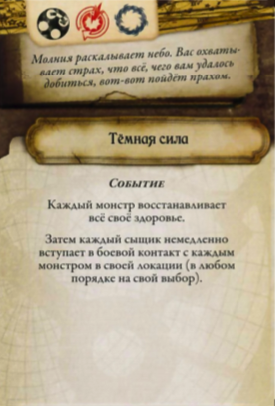 Молния раскалывает небо. Вас охваты-
вает страх, что всё, чего вам удалось
добиться, вот-вот пойдёт прахом.
Тёмная сила
Событие
Каждый монстр восстанавливает
всё своё здоровье.
Затем каждый сыщик немедленно
вступает в боевой контакт с каждым
монстром в своей локации (в любом
порядке на свой выбор).